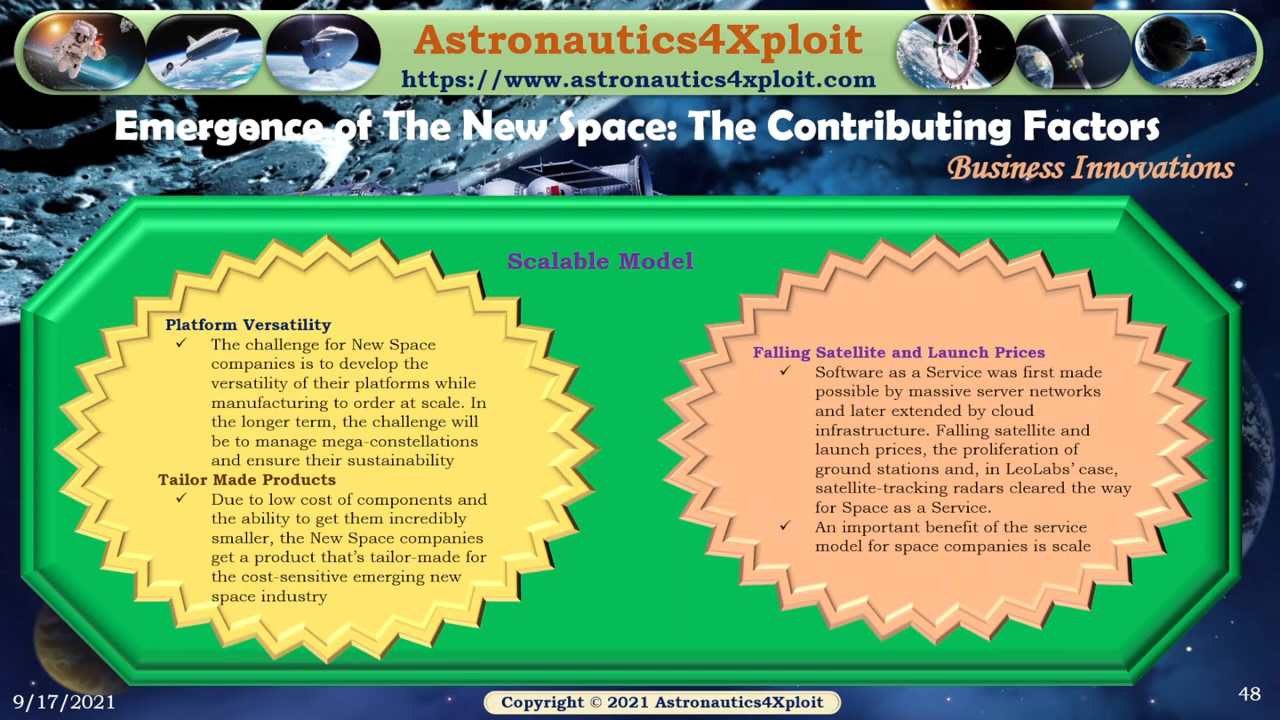 Astronautics4Xploit
https://www.astronautics4xploit.com
Emergence of The New Space: The Contributing Factors
Business Innovations
Scalable Model
Platform Versatility
✓ The challenge for New Space
companies is to develop the
versatility of their platforms while
manufacturing to order at scale. In
the longer term, the challenge will
be to manage mega-constellations
and ensure their sustainability
Tailor Made Products
✓ Due to low cost of components and
the ability to get them incredibly
smaller, the New Space companies
get a product that's tailor-made for
the cost-sensitive emerging new
space industry
Falling Satellite and Launch Prices
✓ Software as a Service was first made
possible by massive server networks
and later extended by cloud
infrastructure. Falling satellite and
launch prices, the proliferation of
ground stations and, in LeoLabs' case,
satellite-tracking radars cleared the way
for Space as a Service.
✓ An important benefit of the service
model for space companies is scale
9/17/2021
Copyright © 2021 Astronautics4Xploit
48